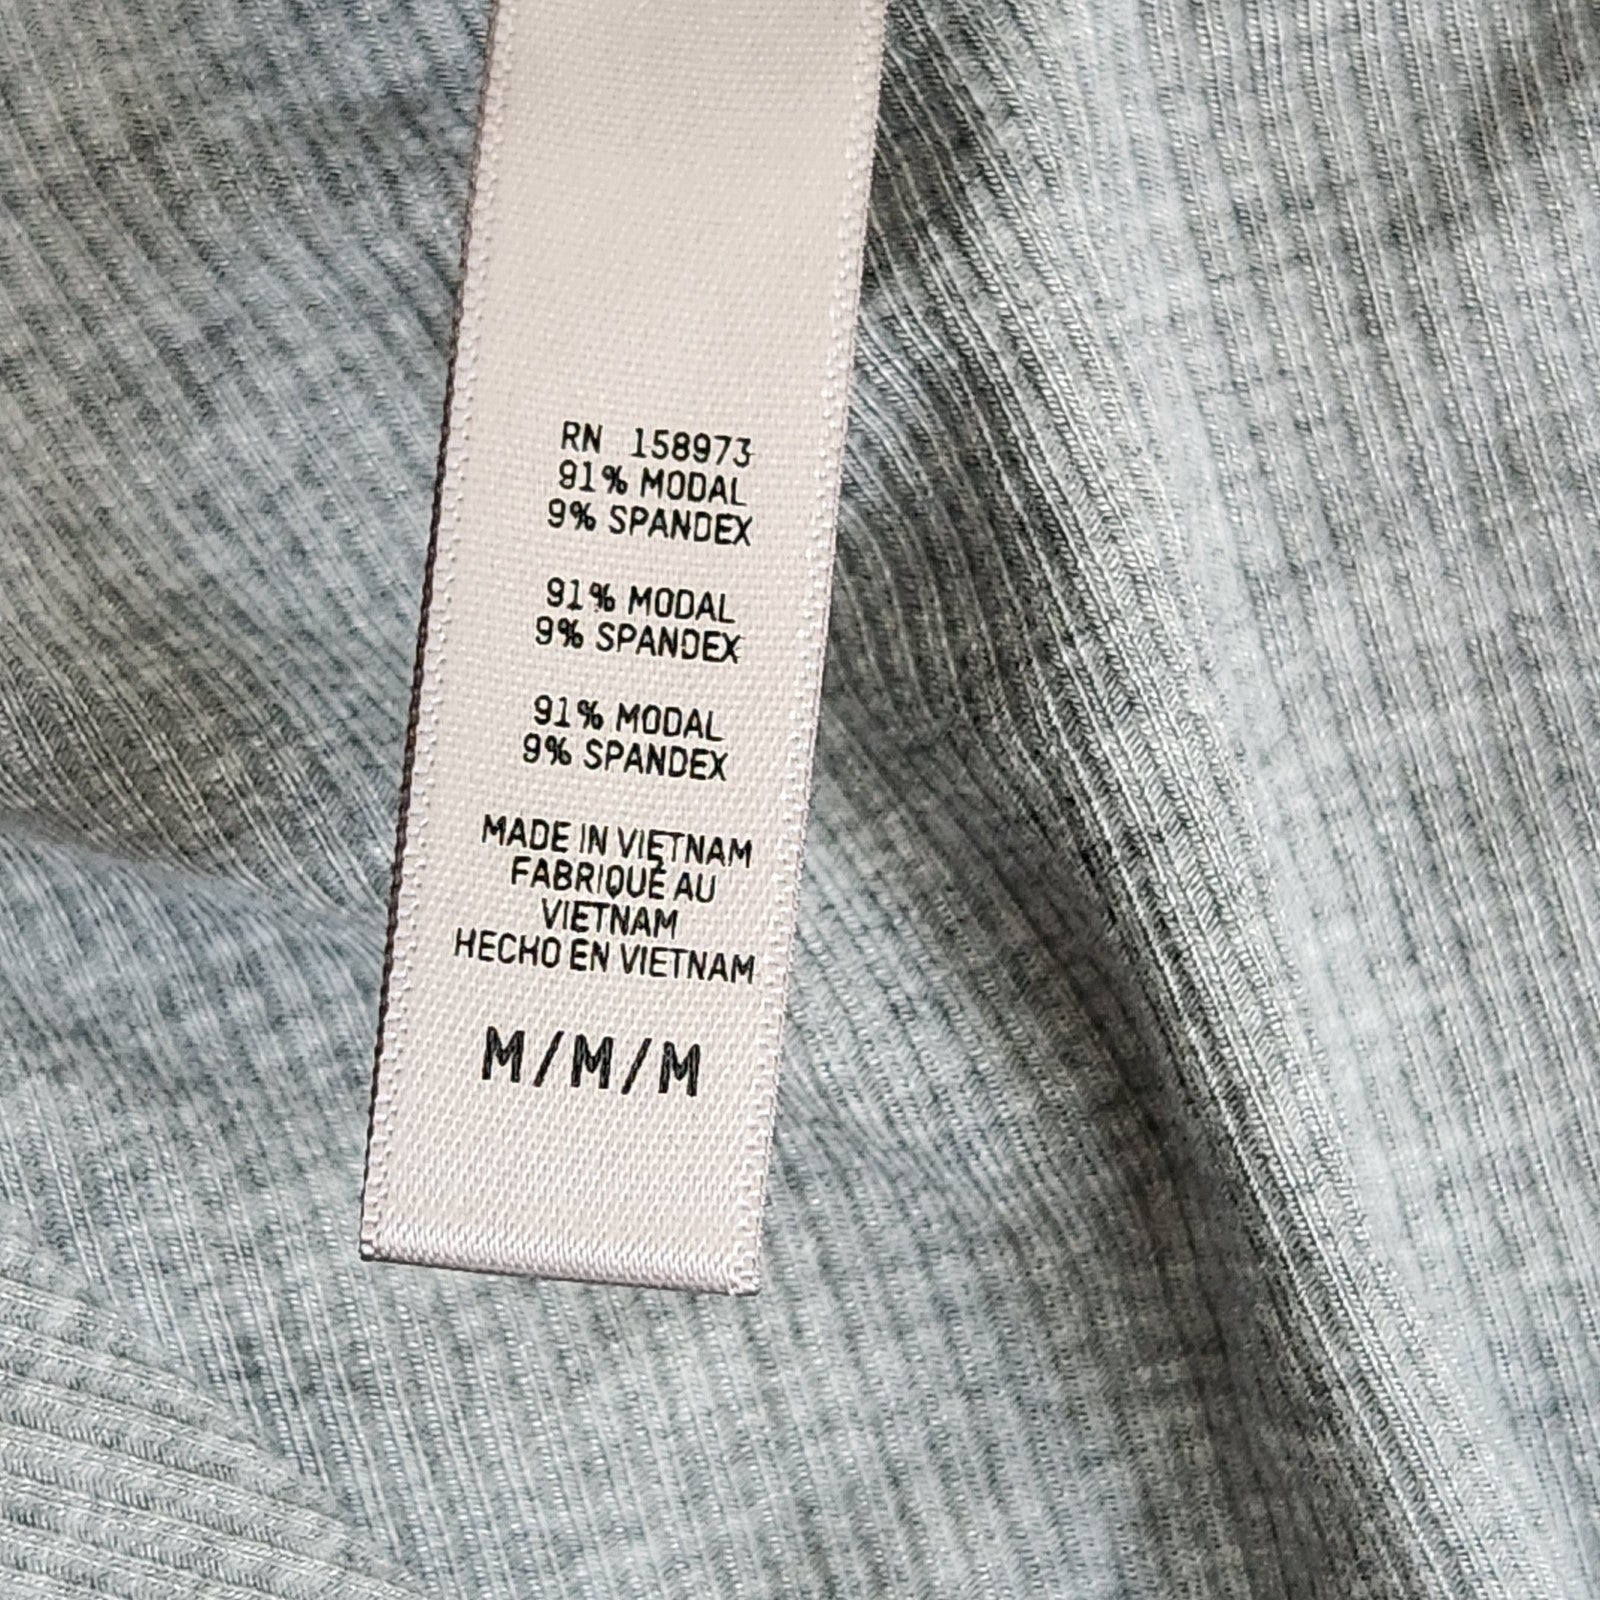 RN 158973
91% MODAL
9% SPANDEX
91% MODAL
9% SPANDEX
91% MODAL
9% SPANDEX
MADE IN VIETNAM
FABRIQUÉ AU
VIETNAM
HECHO EN VIETNAM
M/M/M